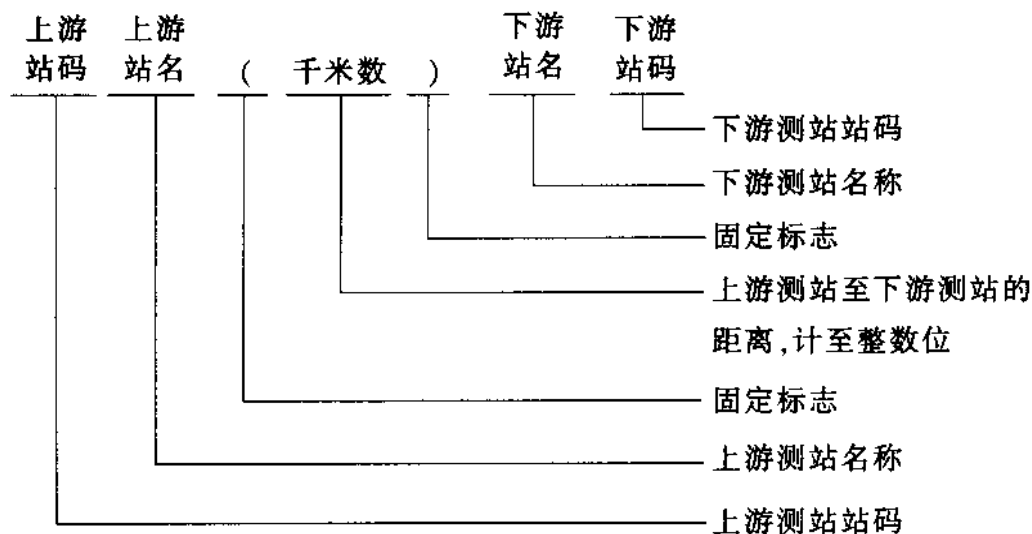 上游 上游 下游 下游
站码 站名 ( 千米数 ) 站名 站码
下游测站站码
下游测站名称
固定标志
上游测站至下游测站的
距离,计至整数位
固定标志
上游测站名称
上游测站站码